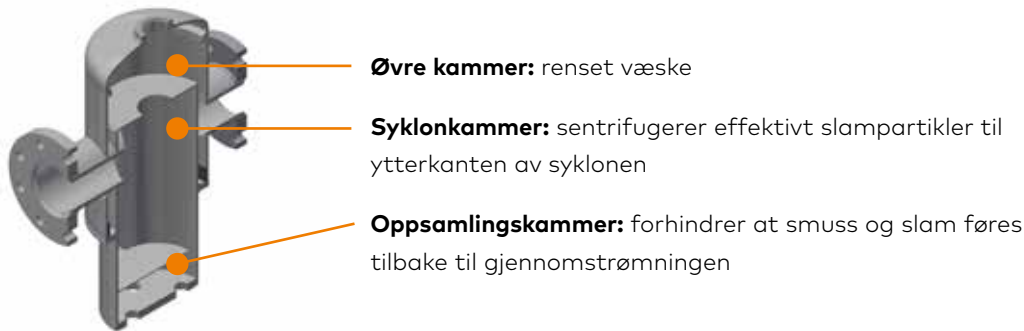 Øvre kammer: renset væske
Syklonkammer: sentrifugerer effektivt slampartikler til
ytterkanten av syklonen
Oppsamlingskammer: forhindrer at smuss og slam føres
tilbake til gjennomstrømningen